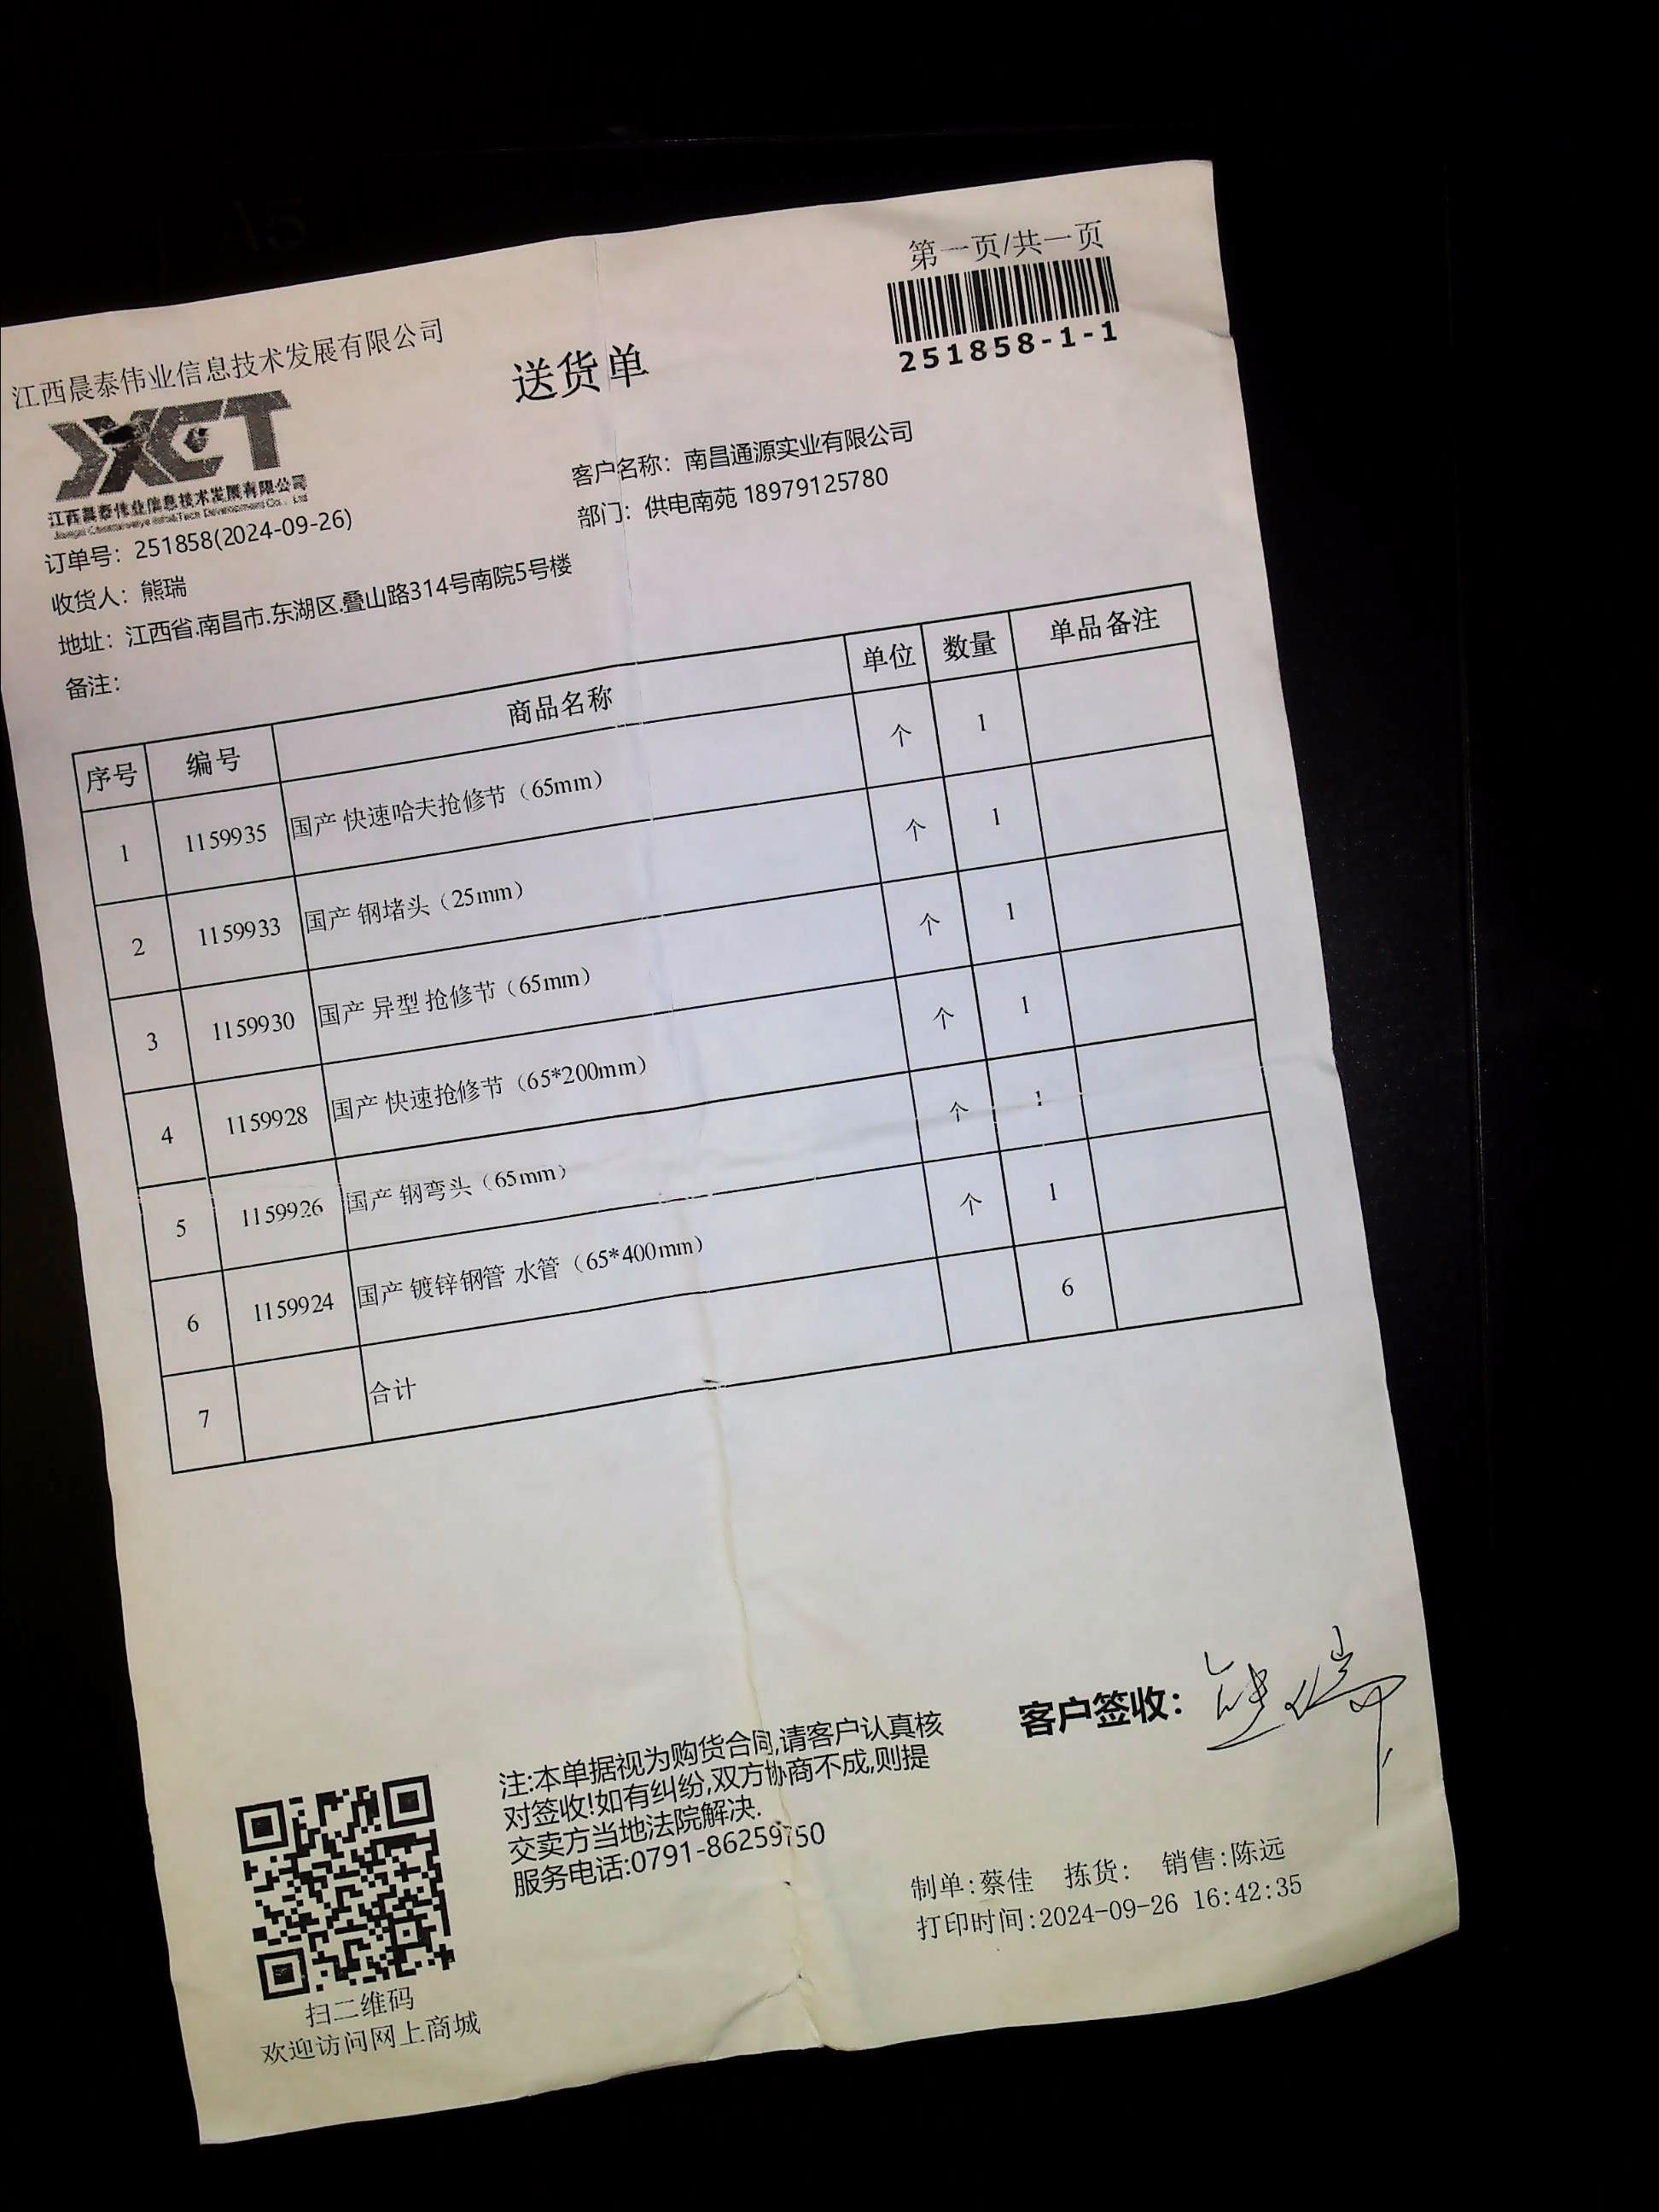 第一页/共一页
251858-1-1
江西晨泰伟业信息技术发展有限公司
送货单
江西晨泰伟业信息技术发展有限公司
客户名称：南昌通源实业有限公司
部门：供电南苑 18979125780
订单号：251858(2024-09-26)
收货人：熊瑞
地址：江西省.南昌市.东湖区.叠山路314号南院5号楼
备注：
序号 编号 商品名称 单位 数量 单品备注
1 1159935 国产 快速哈夫抢修节（65mm） 个 1
2 1159933 国产 钢堵头（25mm） 个 1
3 1159930 国产 异型 抢修节（65mm） 个 1
4 1159928 国产 快速抢修节（65*200mm） 个 1
5 1159926 国产 钢弯头（65mm） 个 1
6 1159924 国产 镀锌钢管 水管（65*400mm） 个 1
7 合计 6
客户签收：熊瑞
注:本单据视为购货合同,请客户认真核
对签收!如有纠纷,双方协商不成,则提
交卖方当地法院解决.
服务电话:0791-86259750
制单:蔡佳 拣货: 销售:陈远
打印时间:2024-09-26 16:42:35
扫二维码
欢迎访问网上商城